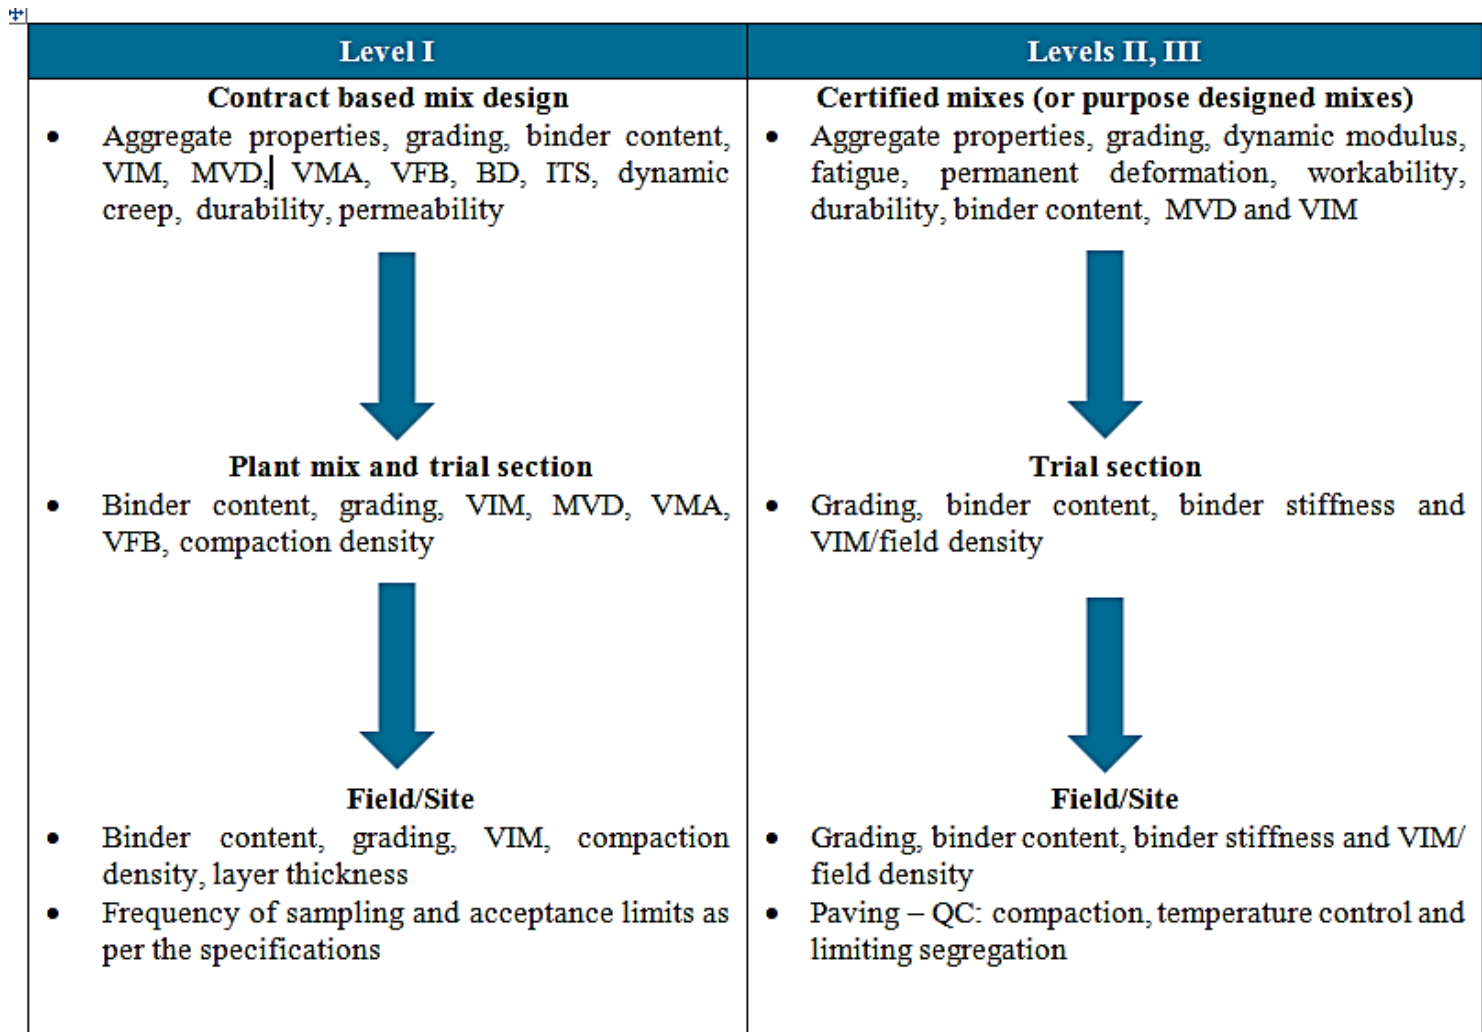 Level I
Contract based mix design
• Aggregate properties, grading, binder content,
VIM, MVD, VMA, VFB, BD, ITS, dynamic
creep, durability, permeability
Plant mix and trial section
• Binder content, grading, VIM, MVD, VMA,
VFB, compaction density
Field/Site
• Binder content, grading, VIM, compaction
density, layer thickness
• Frequency of sampling and acceptance limits as
per the specifications
Levels II, III
Certified mixes (or purpose designed mixes)
• Aggregate properties, grading, dynamic modulus,
fatigue, permanent deformation, workability,
durability, binder content, MVD and VIM
Trial section
• Grading, binder content, binder stiffness and
VIM/field density
Field/Site
• Grading, binder content, binder stiffness and VIM/
field density
• Paving – QC: compaction, temperature control and
limiting segregation